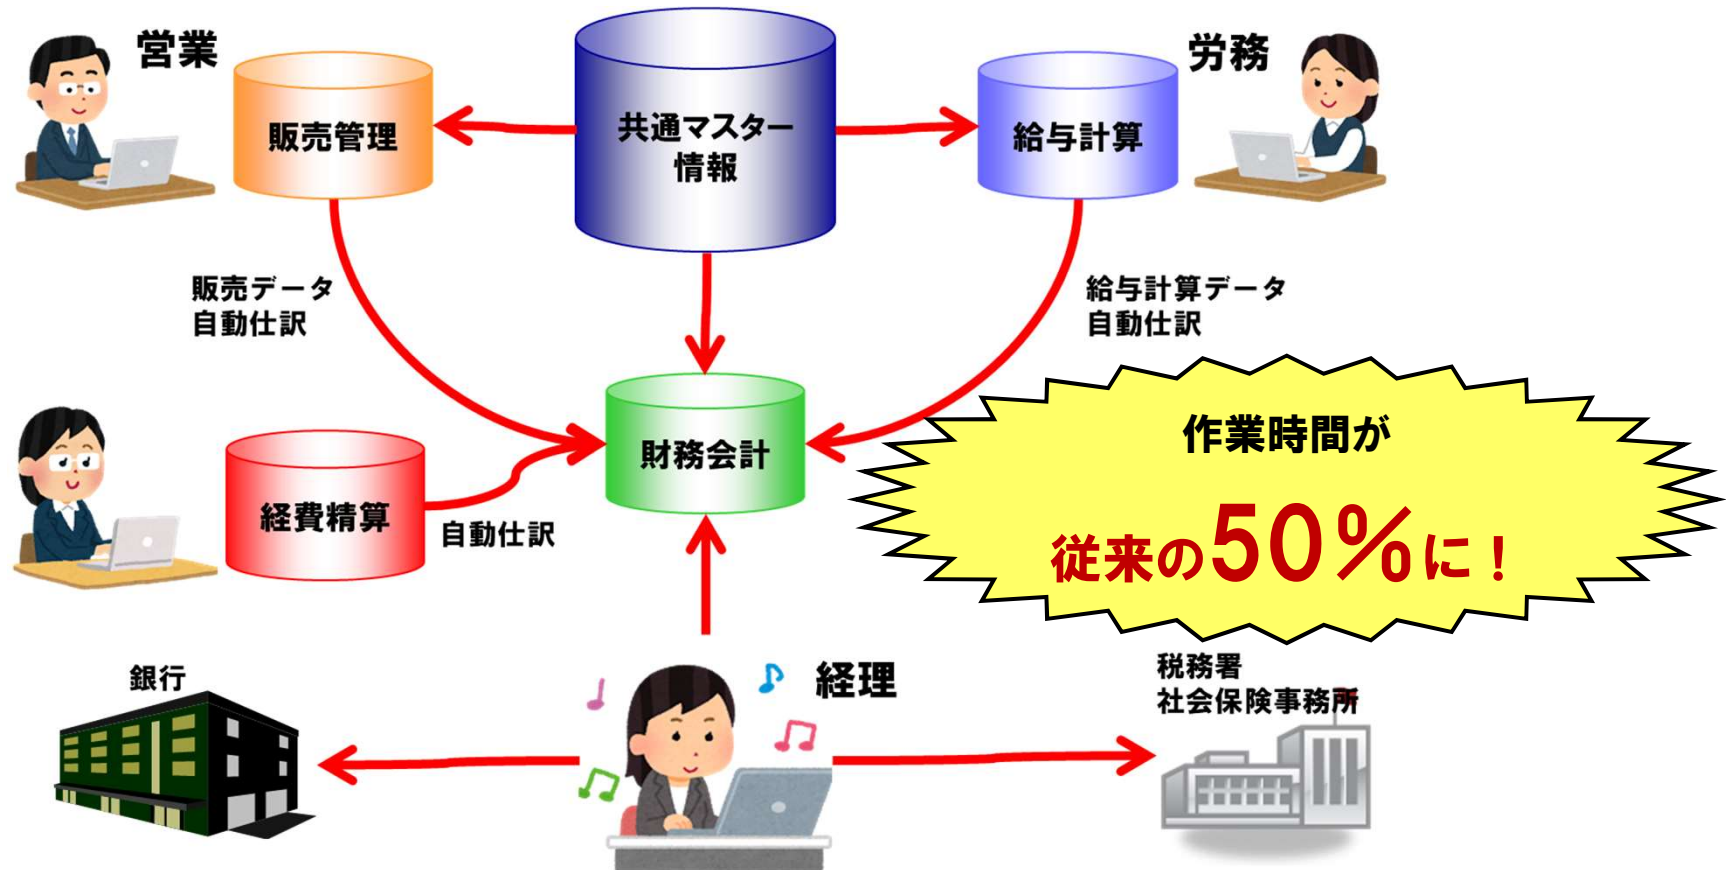 営業
販売管理
共通マスター
情報
給与計算
労務
販売データ
自動仕訳
給与計算データ
自動仕訳
財務会計
経費精算
自動仕訳
作業時間が
従来の50%に！
銀行
経理
税務署
社会保険事務所